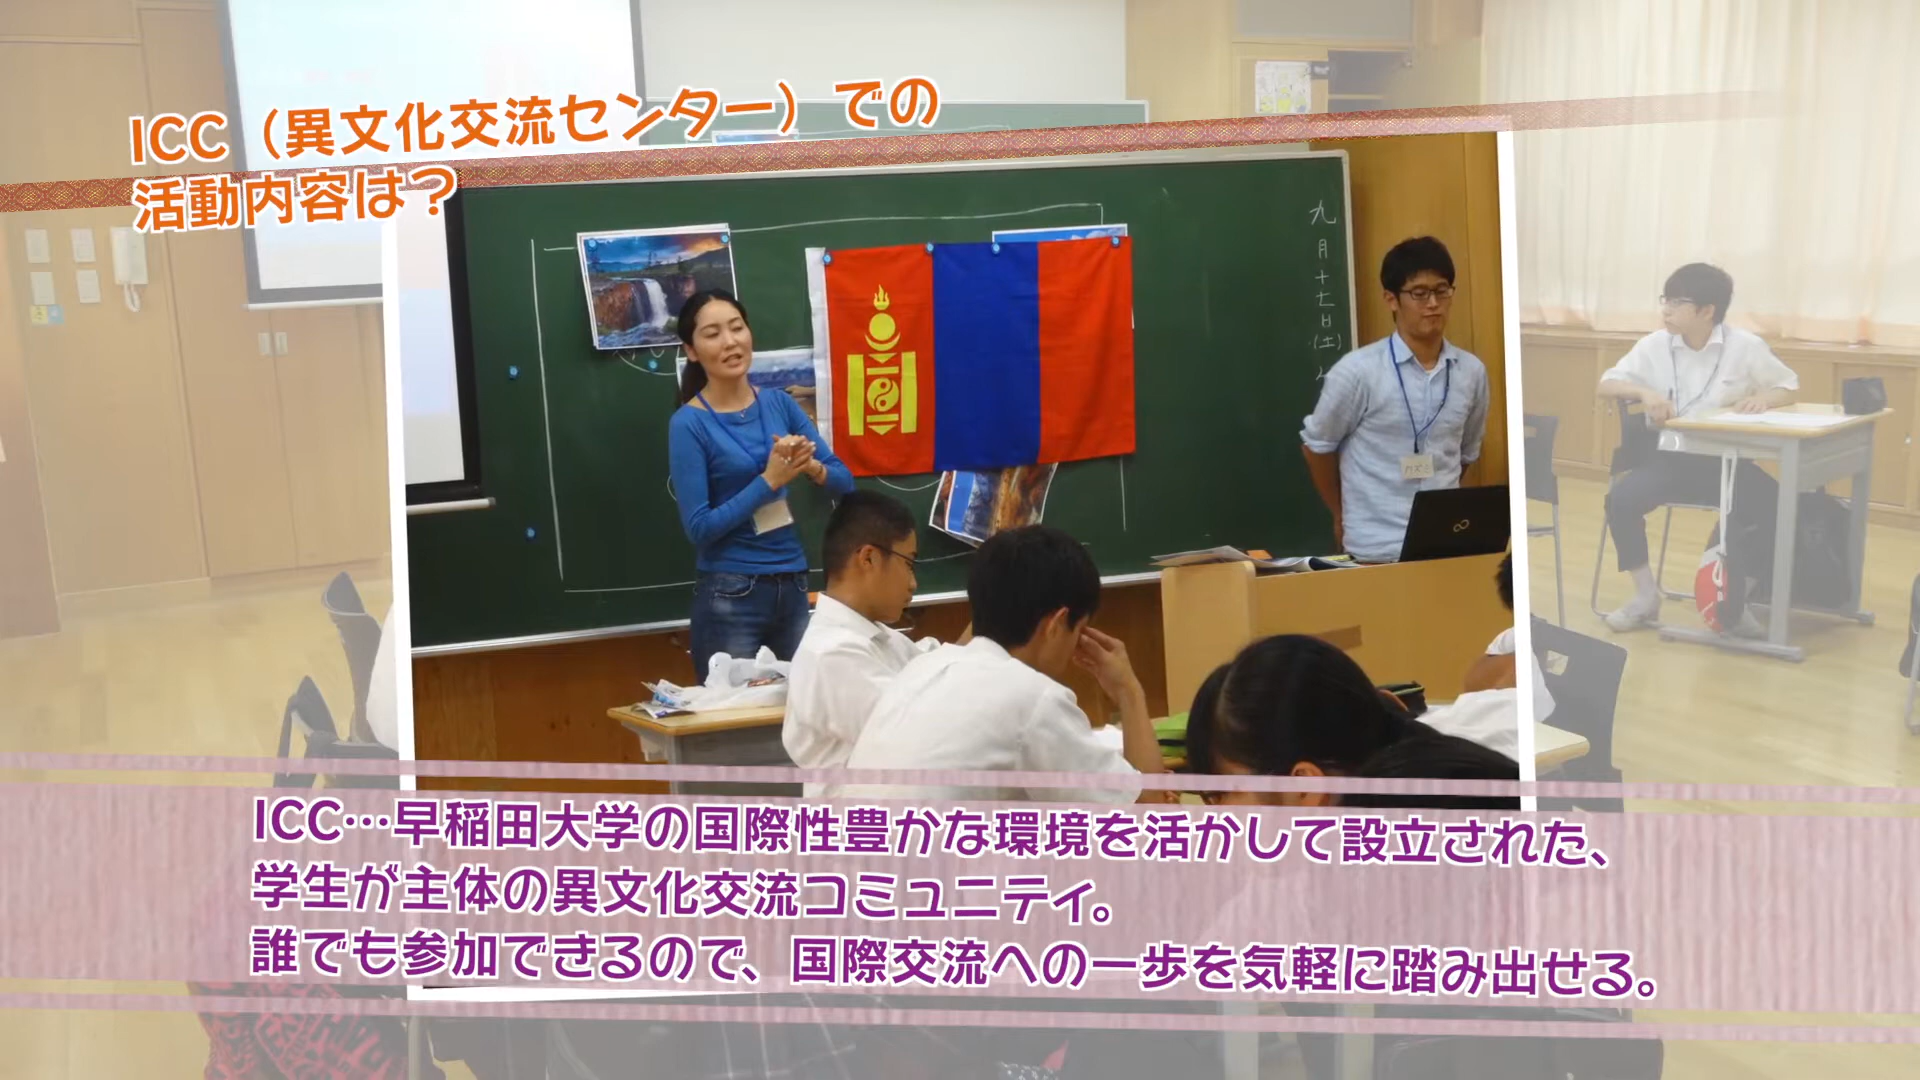 ICC（異文化交流センター）での
活動内容は？
九月十七日(土)
ICC…早稲田大学の国際性豊かな環境を活かして設立された、
学生が主体の異文化交流コミュニティ。
誰でも参加できるので、国際交流への一歩を気軽に踏み出せる。